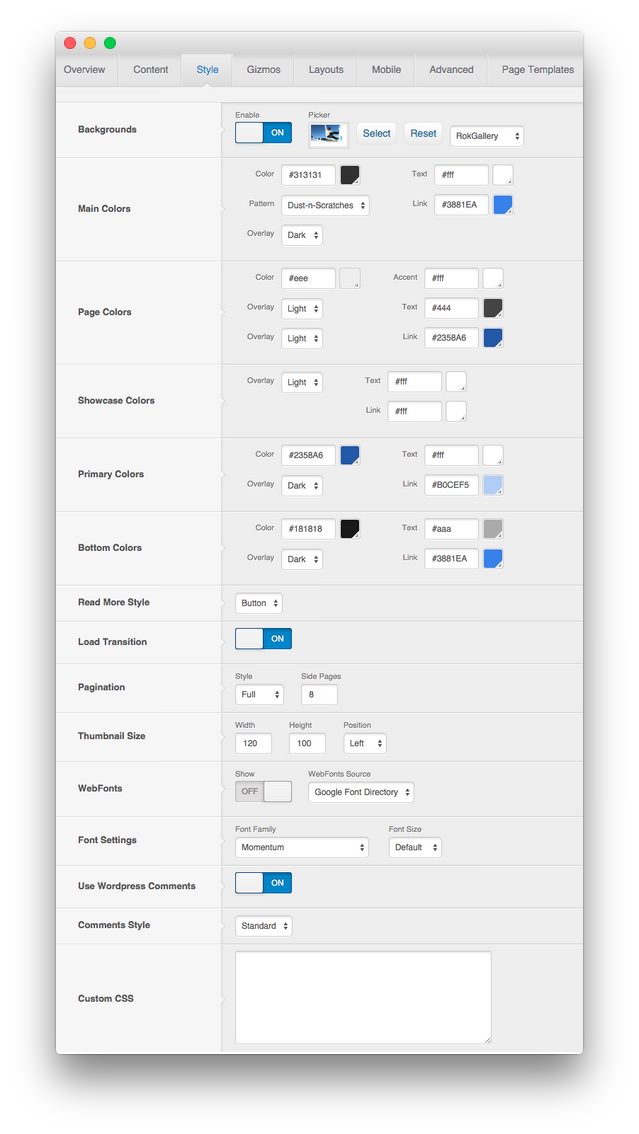 Overview Content Style Gizmos Layouts Mobile Advanced Page Templates
Enable Picker
Backgrounds ON Select Reset RokGallery
Color #313131 Text #fff
Main Colors Pattern Dust-n-Scratches Link #3881EA
Overlay Dark
Color #eee Accent #fff
Page Colors Overlay Light Text #444
Overlay Light Link #2358A6
Overlay Light Text #fff
Showcase Colors
Link #fff
Color #2358A6 Text #fff
Primary Colors
Overlay Dark Link #B0CEF5
Color #181818 Text #aaa
Bottom Colors
Overlay Dark Link #3881EA
Read More Style Button
Load Transition ON
Style Side Pages
Pagination Full 8
Width Height Position
Thumbnail Size 120 100 Left
Show WebFonts Source
WebFonts OFF Google Font Directory
Font Family Font Size
Font Settings Momentum Default
Use Wordpress Comments ON
Comments Style Standard
Custom CSS